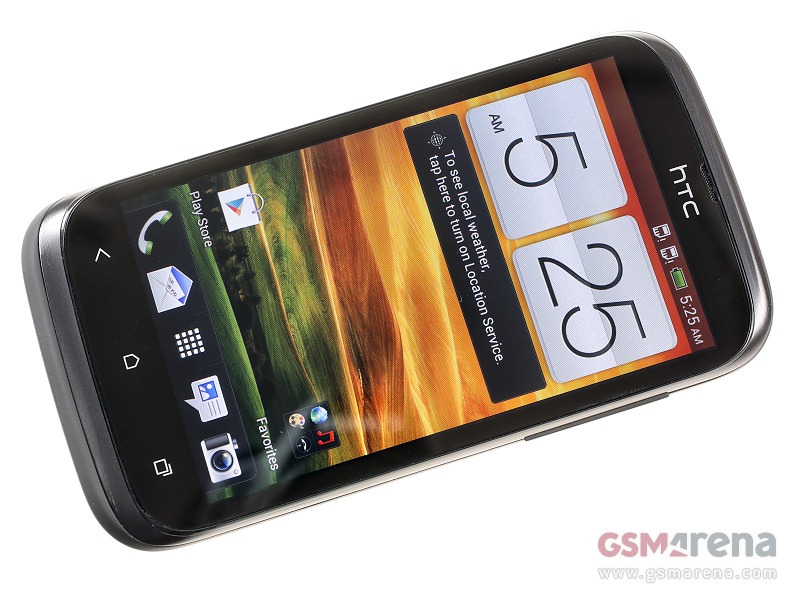 hTC
5:25 AM
5 25
AM
To see local weather,
tap here to turn on Location Service.
Play Store
Favorites
GSMArena
www.gsmarena.com